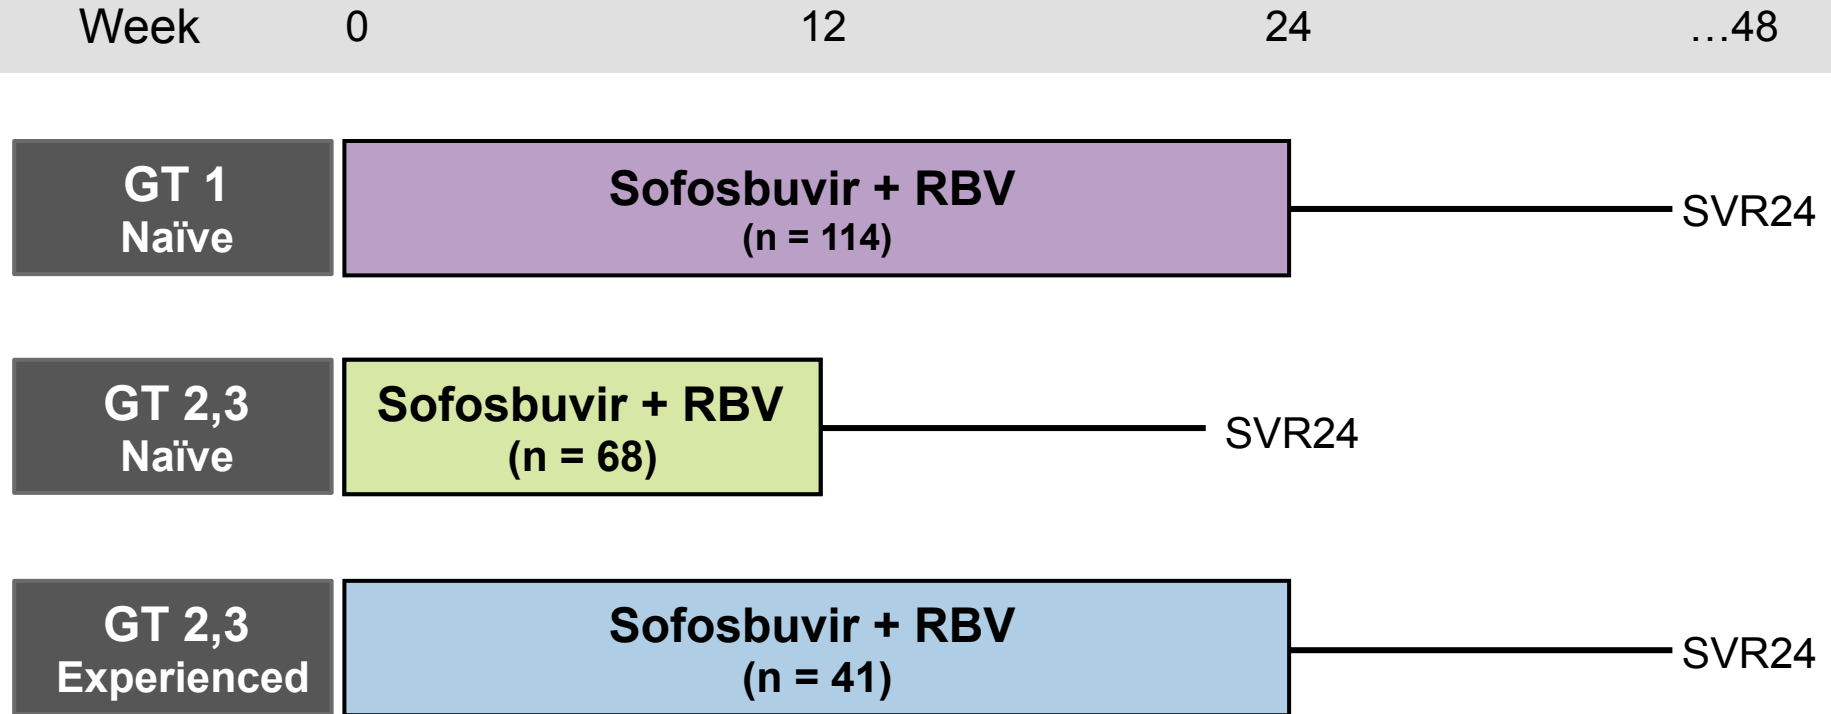 Week 0 12 24 ...48
GT 1
Naïve
Sofosbuvir + RBV
(n = 114)
SVR24
GT 2,3
Naïve
Sofosbuvir + RBV
(n = 68)
SVR24
GT 2,3
Experienced
Sofosbuvir + RBV
(n = 41)
SVR24